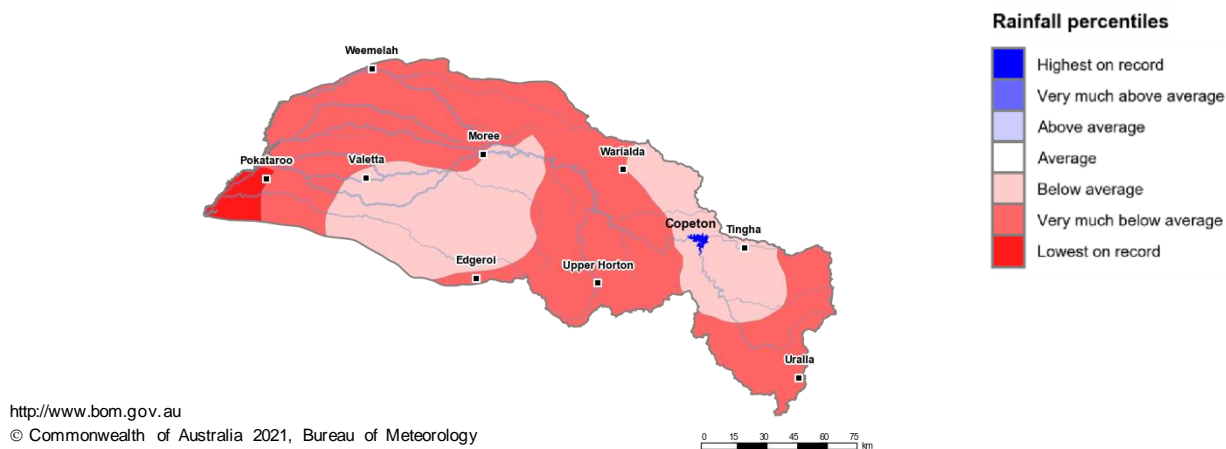 Rainfall percentiles
Highest on record
Very much above average
Above average
Average
Below average
Very much below average
Lowest on record
Weemelah
Moree
Pokataroo
Valetta
Warialda
Copeton
Tingha
Edgeroi
Upper Horton
Uralla
http://www.bom.gov.au
© Commonwealth of Australia 2021, Bureau of Meteorology
0 15 30 45 60 75
km